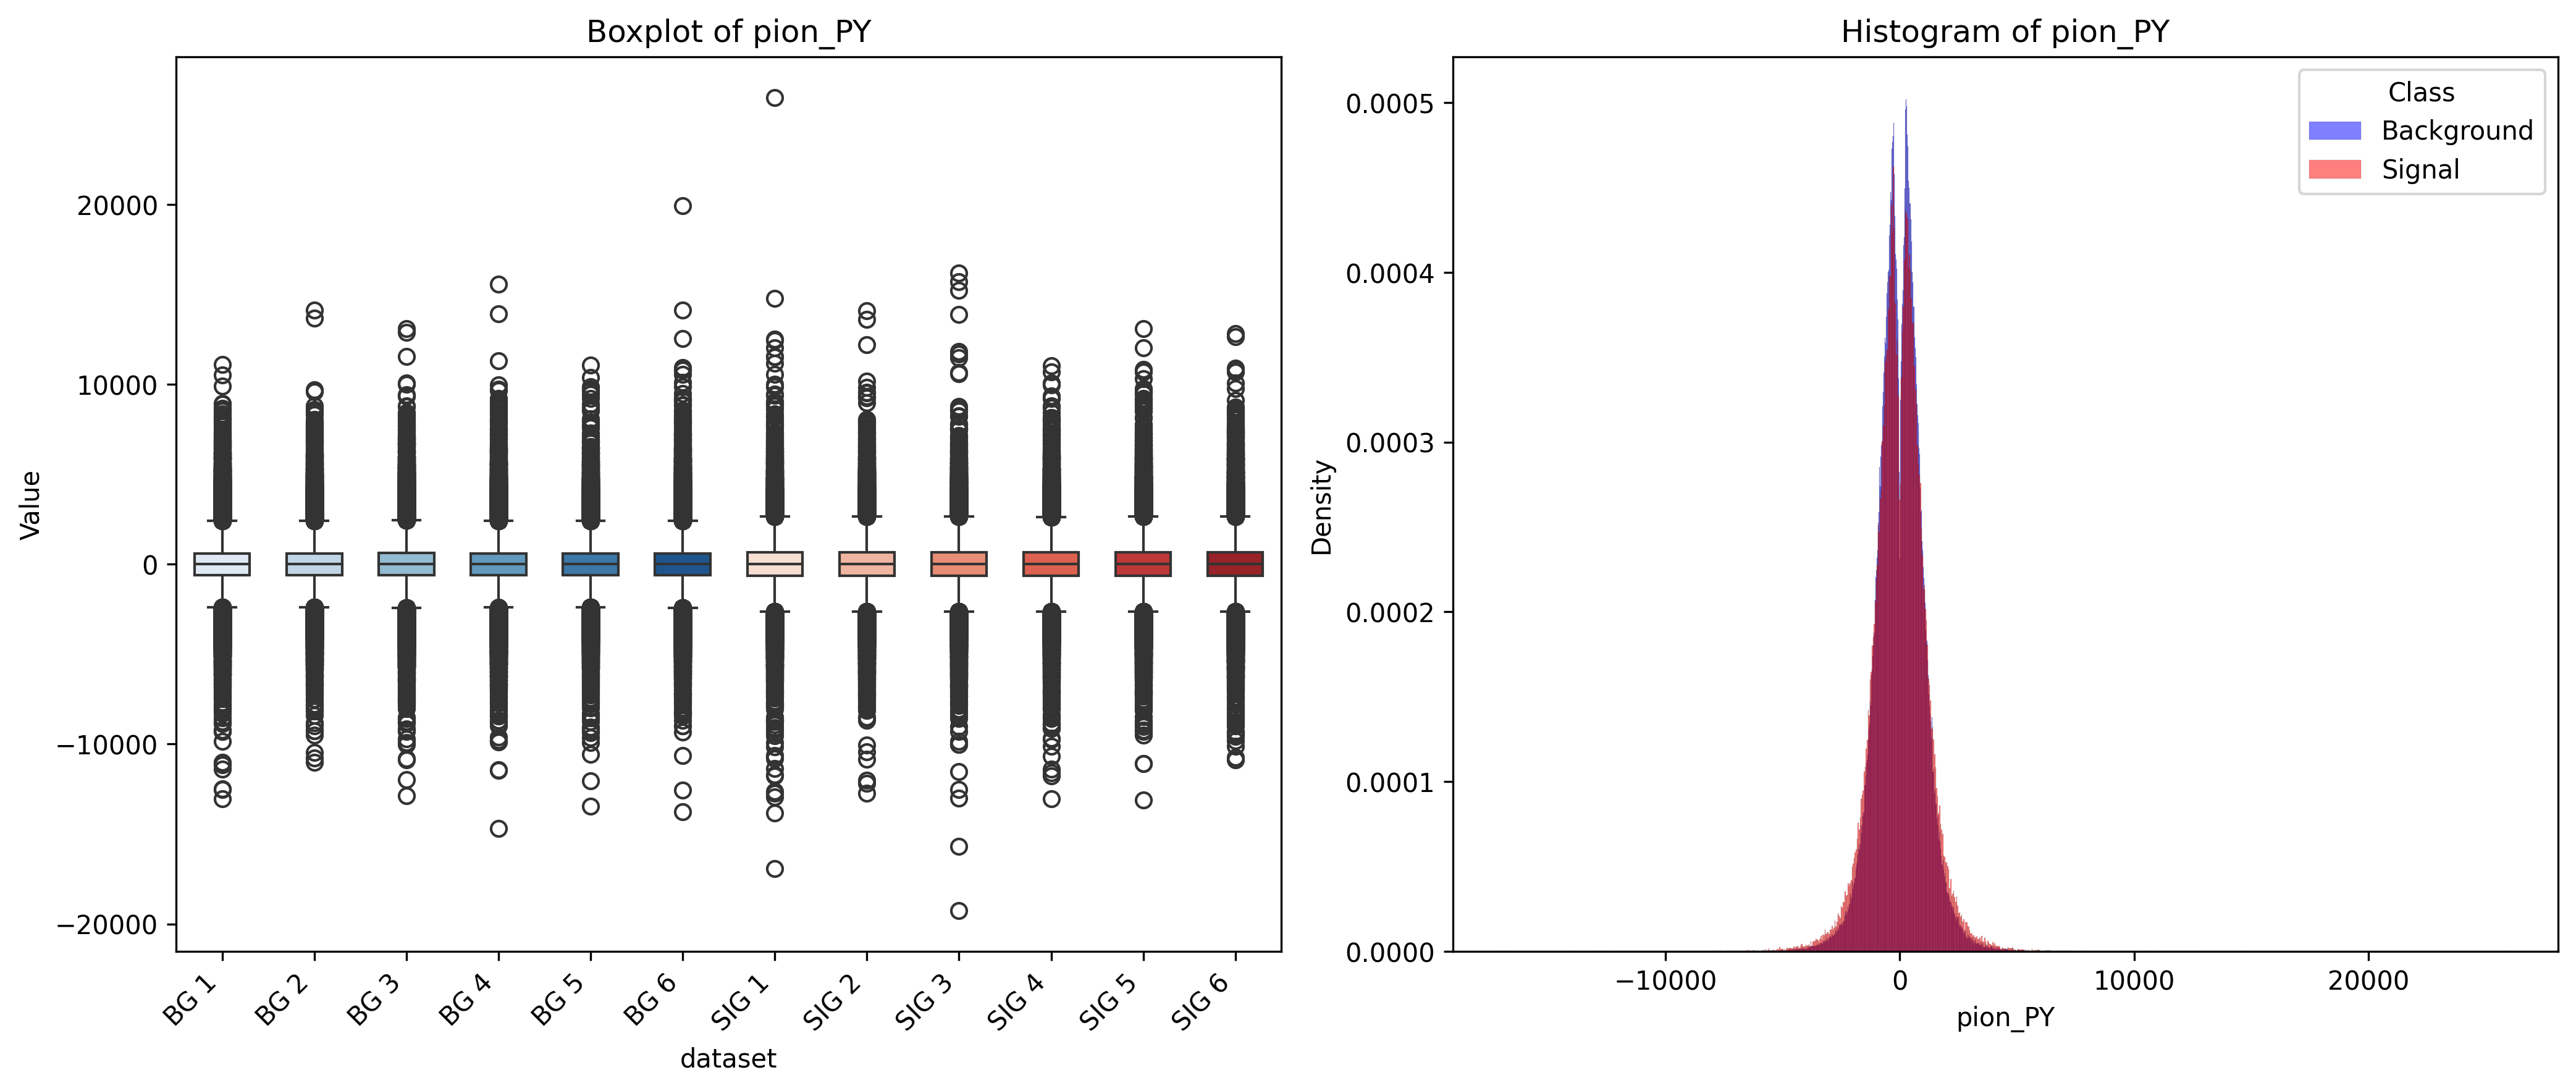 Boxplot of pion_PY
Value
20000
10000
0
−10000
−20000
BG 1
BG 2
BG 3
BG 4
BG 5
BG 6
SIG 1
SIG 2
SIG 3
SIG 4
SIG 5
SIG 6
dataset
Histogram of pion_PY
Class
Background
Signal
Density
0.0005
0.0004
0.0003
0.0002
0.0001
0.0000
−10000
0
10000
20000
pion_PY